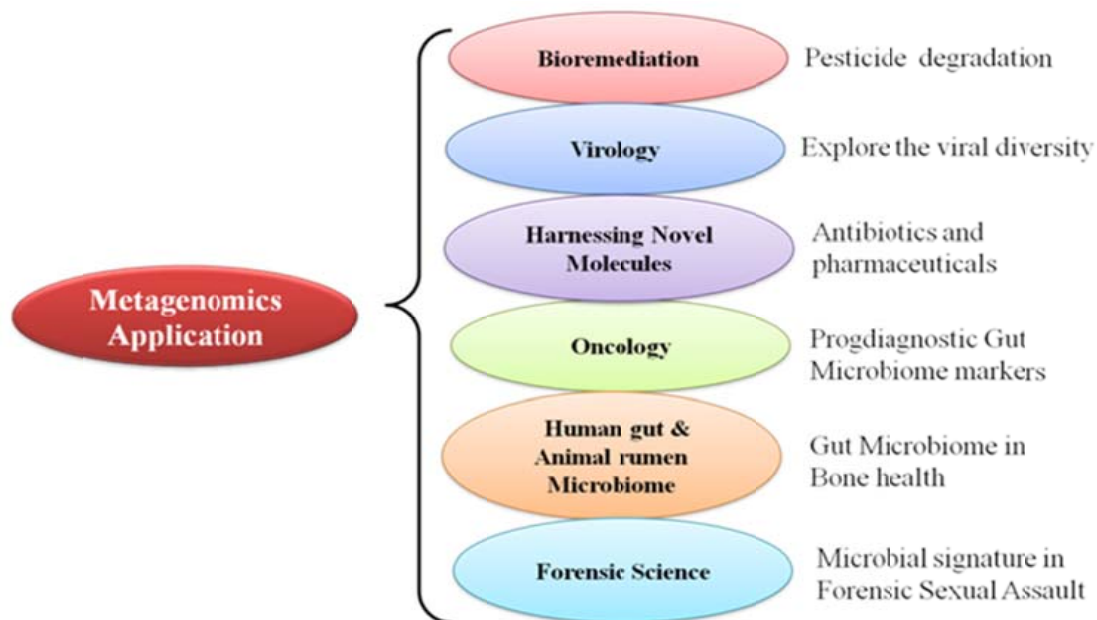 Metagenomics
Application
Bioremediation
Pesticide degradation
Virology
Explore the viral diversity
Harnessing Novel
Molecules
Antibiotics and
pharmaceuticals
Oncology
Progdiagnostic Gut
Microbiome markers
Human gut &
Animal rumen
Microbiome
Gut Microbiome in
Bone health
Forensic Science
Microbial signature in
Forensic Sexual Assault